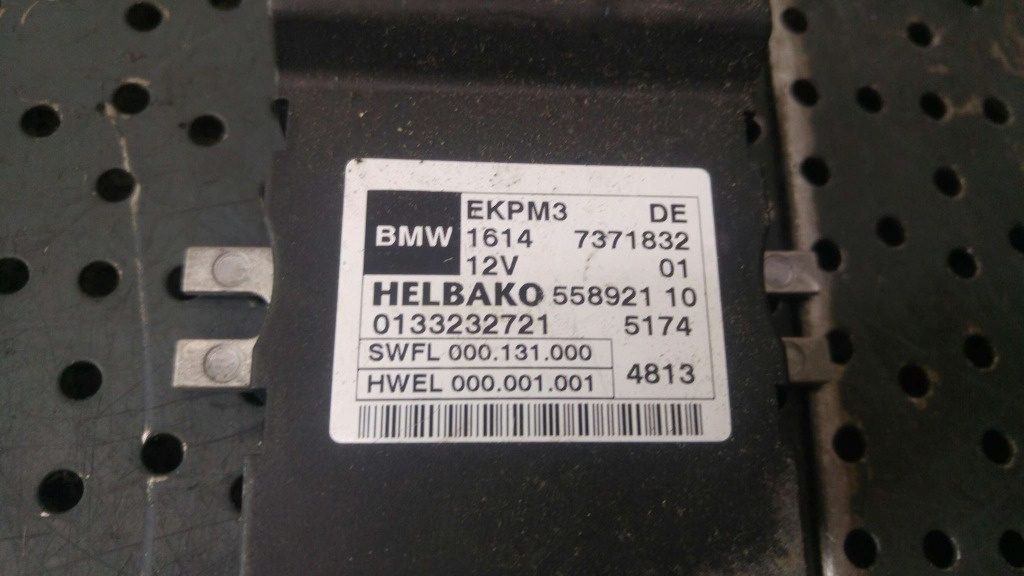 BMW
EKPM3 DE
1614 7371832
12V 01
HELBAKO 558921 10
0133232721 5174
SWFL 000.131.000
HWEL 000.001.001
4813